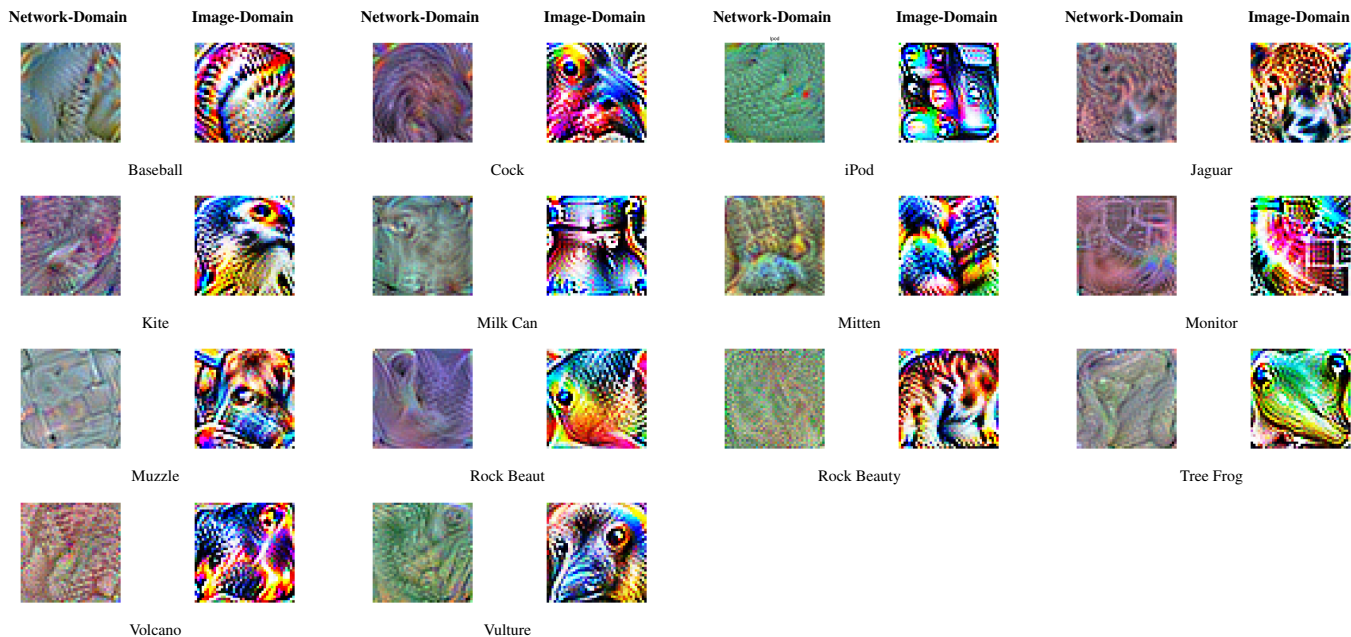 Network-Domain Image-Domain Network-Domain Image-Domain Network-Domain Image-Domain Network-Domain Image-Domain
ipod
Baseball Cock iPod Jaguar
Kite Milk Can Mitten Monitor
Muzzle Rock Beaut Rock Beauty Tree Frog
Volcano Vulture